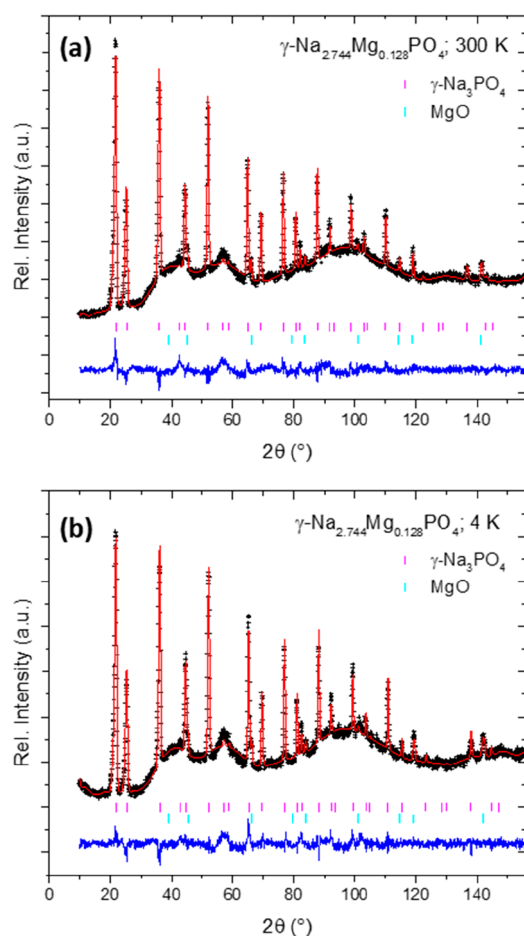 (a)
γ-Na₂.₇₄₄Mg₀.₁₂₈PO₄; 300 K
γ-Na₃PO₄
MgO
Rel. Intensity (a.u.)
20 40 60 80 100 120 140
2θ (°)
(b)
γ-Na₂.₇₄₄Mg₀.₁₂₈PO₄; 4 K
γ-Na₃PO₄
MgO
Rel. Intensity (a.u.)
0 20 40 60 80 100 120 140
2θ (°)